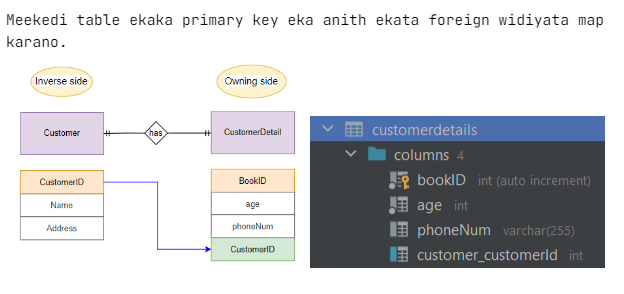 Meekedi table ekaka primary key eka anith ekata foreign widiyata map
karano.
Inverse side
Owning side
Customer
has
CustomerDetail
CustomerID
Name
Address
BookID
age
phoneNum
CustomerID
customerdetails
columns 4
bookID int (auto increment)
age int
phoneNum varchar(255)
customer_customerId int